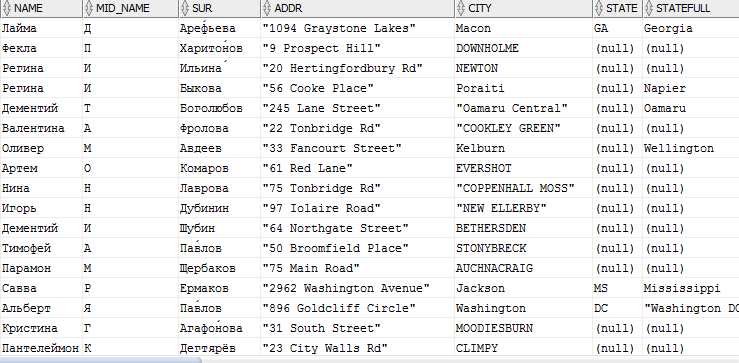 NAME MID_NAME SUR ADDR CITY STATE STATEFULL
Лайма Д Аре́фьева "1094 Graystone Lakes" Macon GA Georgia
Фекла П Харито́нов "9 Prospect Hill" DOWNHOLME (null) (null)
Регина И Ильина́ "20 Hertingfordbury Rd" NEWTON (null) (null)
Регина И Быкова "56 Cooke Place" Poraiti (null) Napier
Дементий Т Боголюбов "245 Lane Street" "Oamaru Central" (null) Oamaru
Валентина А Фролова "22 Tonbridge Rd" "COOKLEY GREEN" (null) (null)
Оливер М Авдеев "33 Fancourt Street" Kelburn (null) Wellington
Артем О Комаров "61 Red Lane" EVERSHOT (null) (null)
Нина Н Лаврова "75 Tonbridge Rd" "COPPENHALL MOSS" (null) (null)
Игорь Н Дубинин "97 Iolaire Road" "NEW ELLERBY" (null) (null)
Дементий И Шубин "64 Northgate Street" BETHERSDEN (null) (null)
Тимофей А Па́влов "50 Broomfield Place" STONYBRECK (null) (null)
Парамон М Щербаков "75 Main Road" AUCHNACRAIG (null) (null)
Савва Р Ермаков "2962 Washington Avenue" Jackson MS Mississippi
Альберт Я Па́влов "896 Goldcliff Circle" Washington DC "Washington DC
Кристина Г Агафо́нова "31 South Street" MOODIESBURN (null) (null)
Пантелеймон К Дегтярёв "23 City Walls Rd" CLIMPY (null) (null)